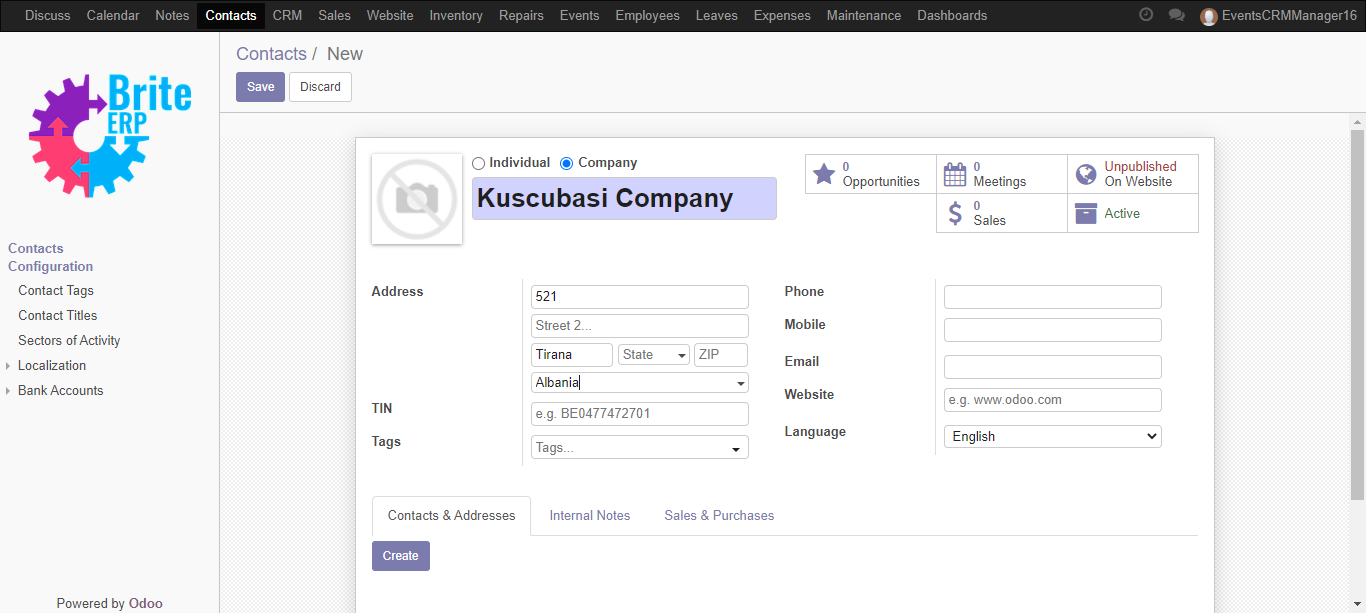 Discuss Calendar Notes Contacts CRM Sales Website Inventory Repairs Events Employees Leaves Expenses Maintenance Dashboards EventsCRMManager16
Brite
ERP
Contacts
Configuration
Contact Tags
Contact Titles
Sectors of Activity
Localization
Bank Accounts
Powered by Odoo
Contacts / New
Save Discard
Individual Company
Kuscubasi Company
0
Opportunities
0
Meetings
Unpublished
On Website
0
Sales
Active
Address 521
Street 2...
Tirana State ZIP
Albania
TIN e.g. BE0477472701
Tags Tags...
Phone
Mobile
Email
Website e.g. www.odoo.com
Language English
Contacts & Addresses Internal Notes Sales & Purchases
Create